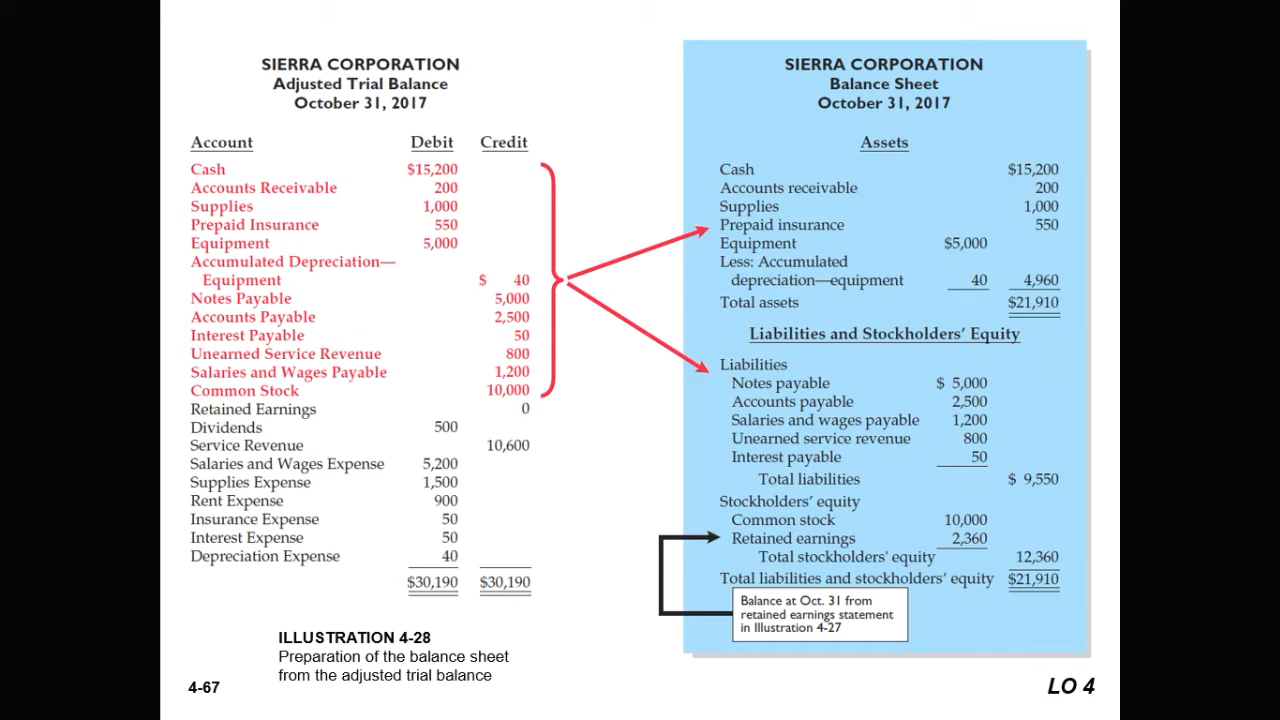 SIERRA CORPORATION
Adjusted Trial Balance
October 31, 2017
Account Debit Credit
Cash $15,200
Accounts Receivable 200
Supplies 1,000
Prepaid Insurance 550
Equipment 5,000
Accumulated Depreciation—
Equipment $ 40
Notes Payable 5,000
Accounts Payable 2,500
Interest Payable 50
Unearned Service Revenue 800
Salaries and Wages Payable 1,200
Common Stock 10,000
Retained Earnings 0
Dividends 500
Service Revenue 10,600
Salaries and Wages Expense 5,200
Supplies Expense 1,500
Rent Expense 900
Insurance Expense 50
Interest Expense 50
Depreciation Expense 40
$30,190 $30,190
SIERRA CORPORATION
Balance Sheet
October 31, 2017
Assets
Cash $15,200
Accounts receivable 200
Supplies 1,000
Prepaid insurance 550
Equipment $5,000
Less: Accumulated
depreciation—equipment 40 4,960
Total assets $21,910
Liabilities and Stockholders' Equity
Liabilities
Notes payable $ 5,000
Accounts payable 2,500
Salaries and wages payable 1,200
Unearned service revenue 800
Interest payable 50
Total liabilities $ 9,550
Stockholders' equity
Common stock 10,000
Retained earnings 2,360
Total stockholders' equity 12,360
Total liabilities and stockholders' equity $21,910
Balance at Oct. 31 from
retained earnings statement
in Illustration 4-27
ILLUSTRATION 4-28
Preparation of the balance sheet
from the adjusted trial balance
4-67
LO 4